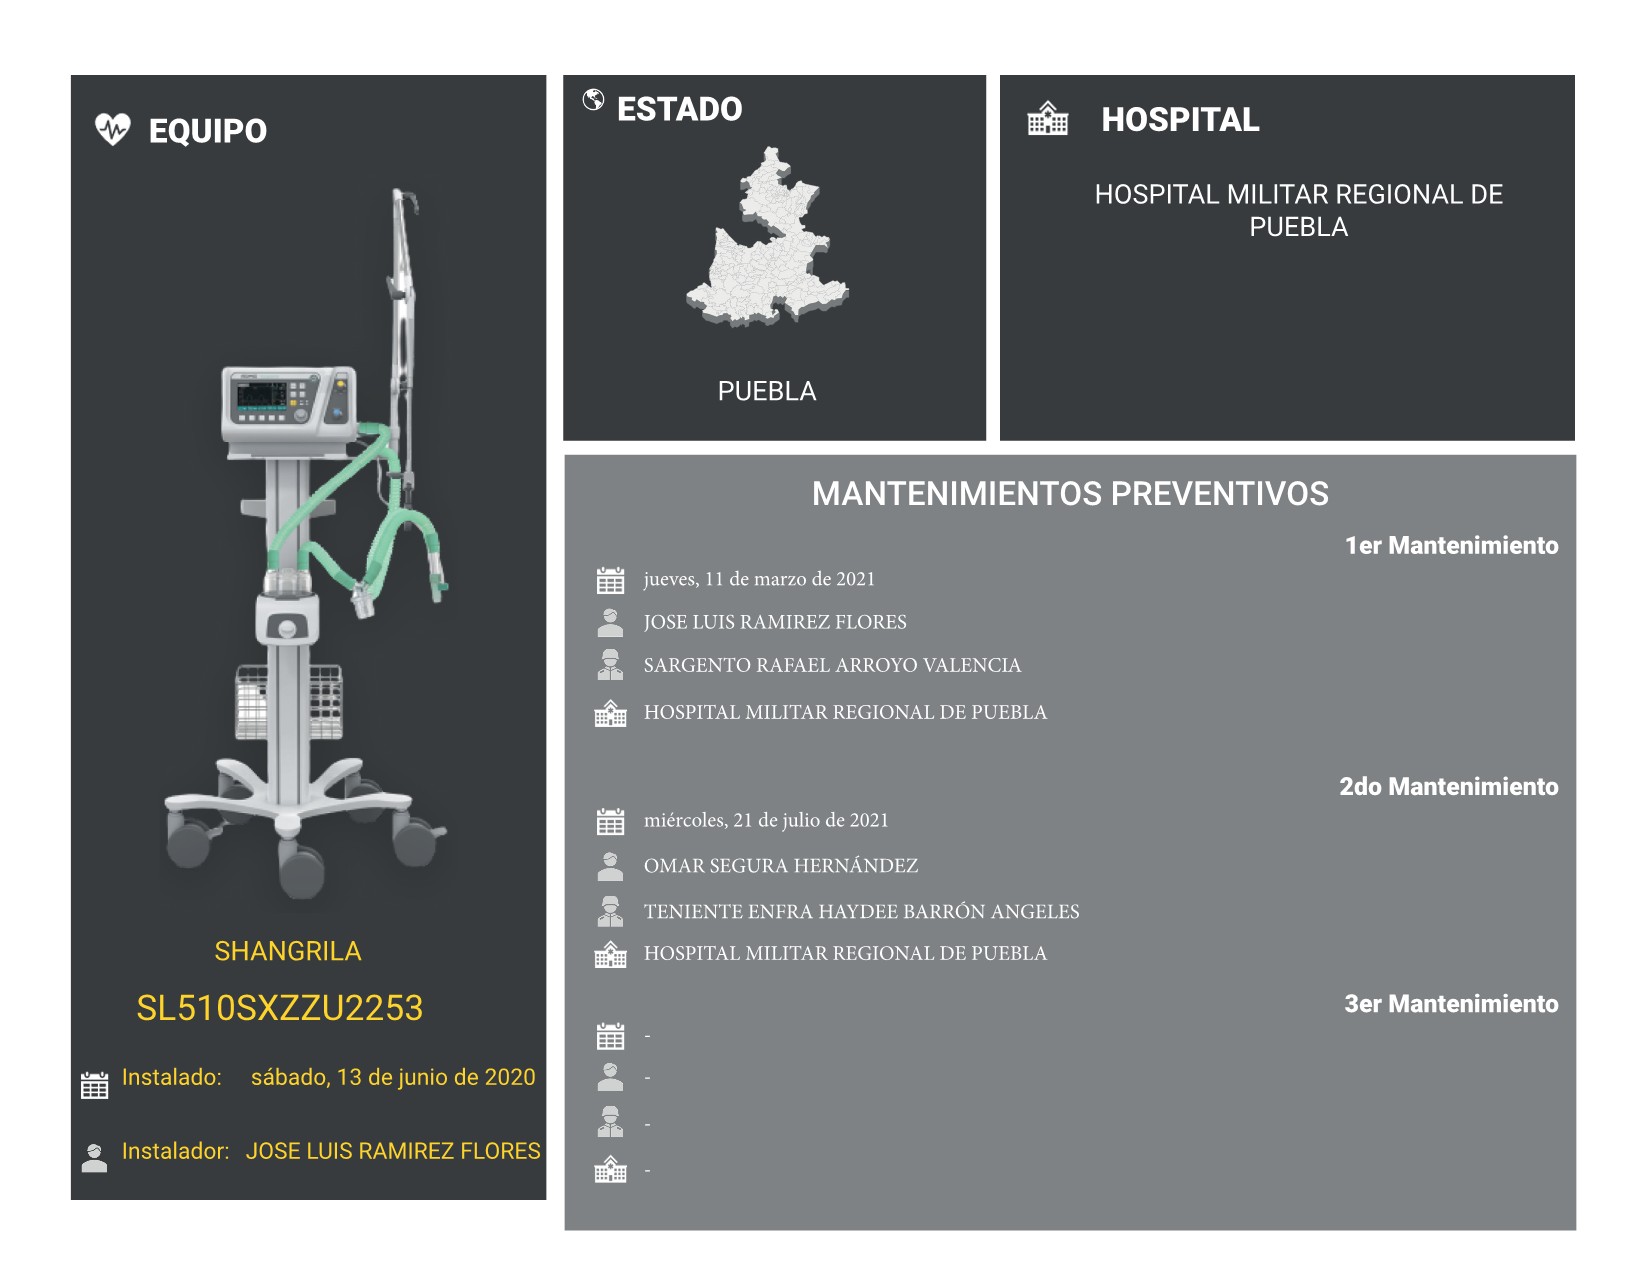 EQUIPO
SHANGRILA
SL510SXZZU2253
Instalado: sábado, 13 de junio de 2020
Instalador: JOSE LUIS RAMIREZ FLORES
ESTADO
PUEBLA
HOSPITAL
HOSPITAL MILITAR REGIONAL DE
PUEBLA
MANTENIMIENTOS PREVENTIVOS
1er Mantenimiento
jueves, 11 de marzo de 2021
JOSE LUIS RAMIREZ FLORES
SARGENTO RAFAEL ARROYO VALENCIA
HOSPITAL MILITAR REGIONAL DE PUEBLA
2do Mantenimiento
miércoles, 21 de julio de 2021
OMAR SEGURA HERNÁNDEZ
TENIENTE ENFRA HAYDEE BARRÓN ANGELES
HOSPITAL MILITAR REGIONAL DE PUEBLA
3er Mantenimiento
-
-
-
-